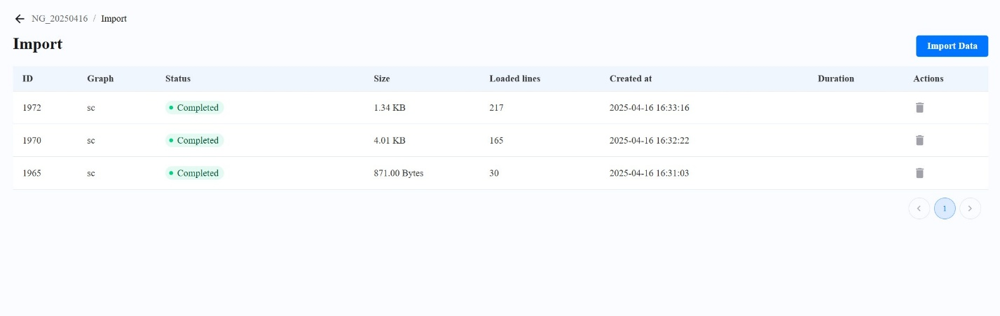 NG_20250416 / Import
Import
Import Data
ID Graph Status Size Loaded lines Created at Duration Actions
1972 sc Completed 1.34 KB 217 2025-04-16 16:33:16
1970 sc Completed 4.01 KB 165 2025-04-16 16:32:22
1965 sc Completed 871.00 Bytes 30 2025-04-16 16:31:03
1